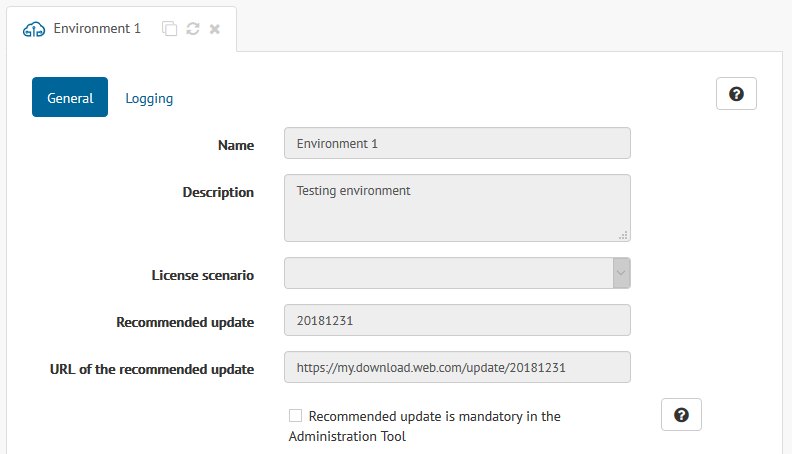 Environment 1
General
Logging
Name
Environment 1
Description
Testing environment
License scenario
Recommended update
20181231
URL of the recommended update
https://my.download.web.com/update/20181231
Recommended update is mandatory in the
Administration Tool